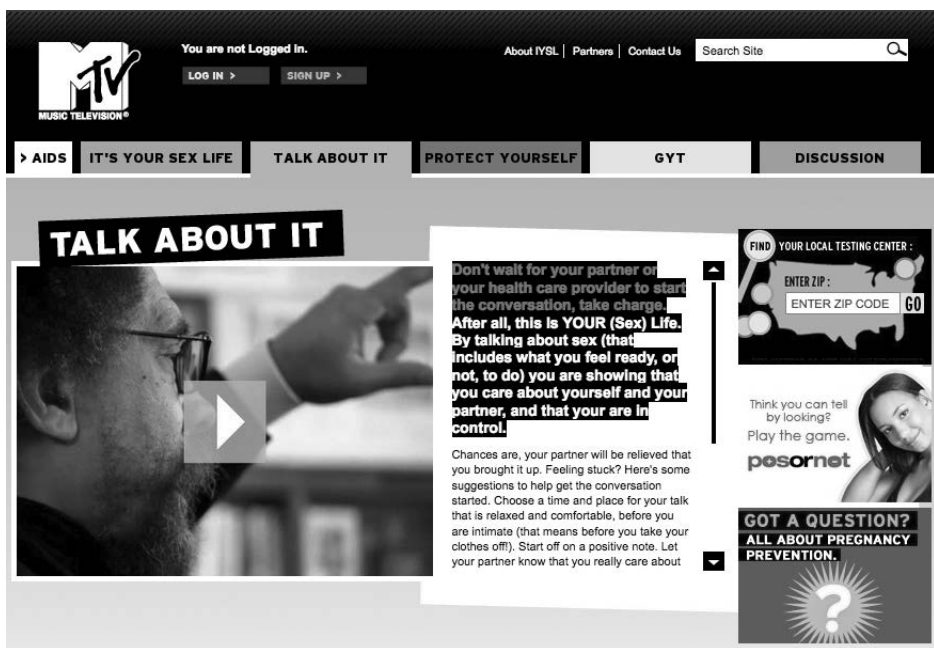 MTV
MUSIC TELEVISION®
You are not Logged in.
LOG IN >
SIGN UP >
About IYSL | Partners | Contact Us
Search Site
> AIDS
IT'S YOUR SEX LIFE
TALK ABOUT IT
PROTECT YOURSELF
GYT
DISCUSSION
TALK ABOUT IT
Don't wait for your partner or
your health care provider to start
the conversation, take charge.
After all, this is YOUR (Sex) Life.
By talking about sex (that
includes what you feel ready, or
not, to do) you are showing that
you care about yourself and your
partner, and that your are in
control.
Chances are, your partner will be relieved that
you brought it up. Feeling stuck? Here's some
suggestions to help get the conversation
started. Choose a time and place for your talk
that is relaxed and comfortable, before you
are intimate (that means before you take your
clothes off!). Start off on a positive note. Let
your partner know that you really care about
FIND YOUR LOCAL TESTING CENTER :
ENTER ZIP :
ENTER ZIP CODE GO
Think you can tell
by looking?
Play the game.
posornot
GOT A QUESTION?
ALL ABOUT PREGNANCY
PREVENTION.
?